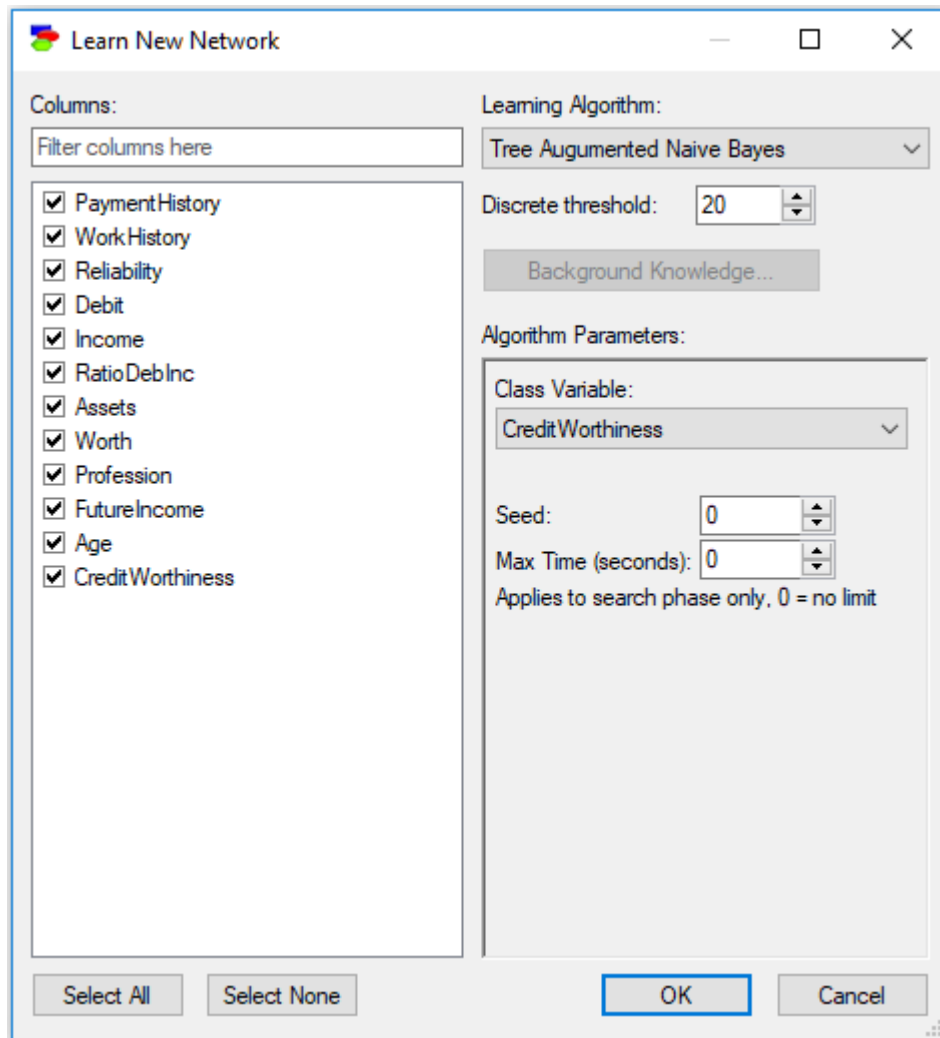 Learn New Network
Columns:
Filter columns here
PaymentHistory
WorkHistory
Reliability
Debit
Income
RatioDebInc
Assets
Worth
Profession
FutureIncome
Age
CreditWorthiness
Select All
Select None
Learning Algorithm:
Tree Augumented Naive Bayes
Discrete threshold: 20
Background Knowledge...
Algorithm Parameters:
Class Variable:
CreditWorthiness
Seed: 0
Max Time (seconds): 0
Applies to search phase only, 0 = no limit
OK
Cancel